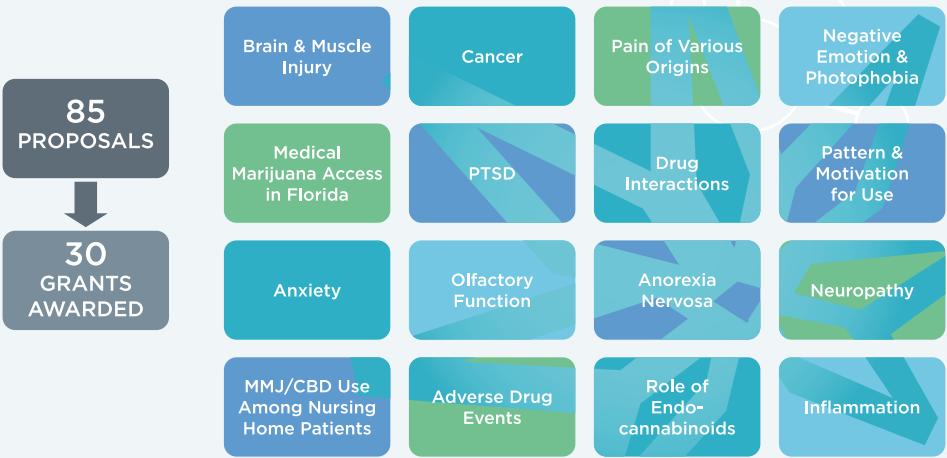 85
PROPOSALS
30
GRANTS
AWARDED
Brain & Muscle
Injury
Cancer
Pain of Various
Origins
Negative
Emotion &
Photophobia
Medical
Marijuana Access
in Florida
PTSD
Drug
Interactions
Pattern &
Motivation
for Use
Anxiety
Olfactory
Function
Anorexia
Nervosa
Neuropathy
MMJ/CBD Use
Among Nursing
Home Patients
Adverse Drug
Events
Role of
Endo-
cannabinoids
Inflammation